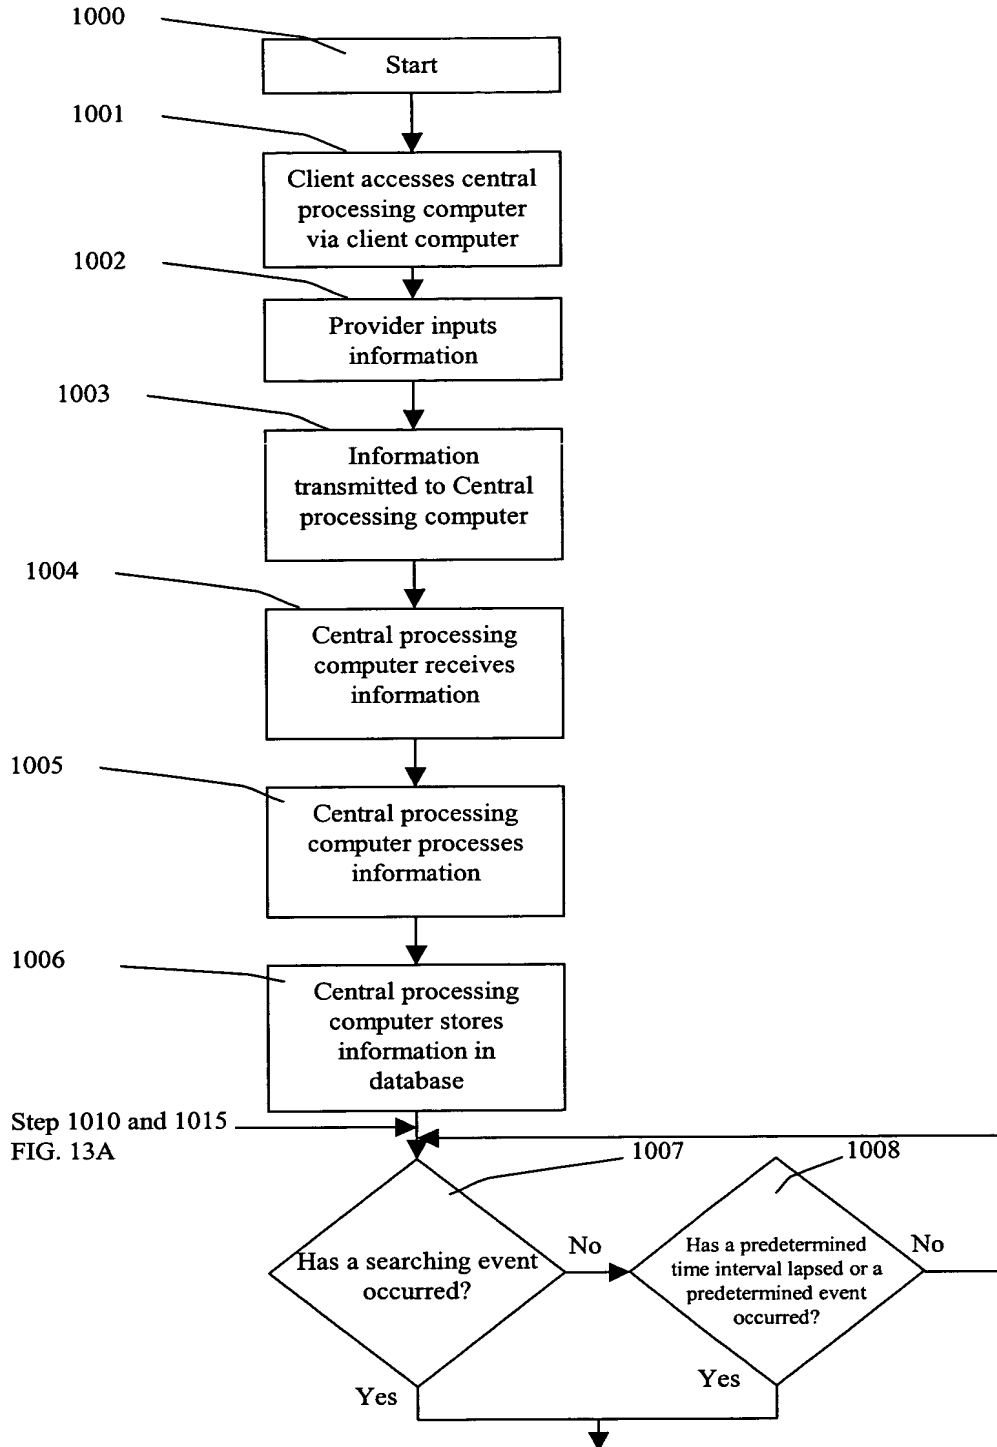 1000
Start
1001
Client accesses central
processing computer
via client computer
1002
Provider inputs
information
1003
Information
transmitted to Central
processing computer
1004
Central processing
computer receives
information
1005
Central processing
computer processes
information
1006
Central processing
computer stores
information in
database
Step 1010 and 1015
FIG. 13A
1007
1008
Has a searching event
occurred?
No
Has a predetermined
time interval lapsed or a
predetermined event
occurred?
No
Yes
Yes